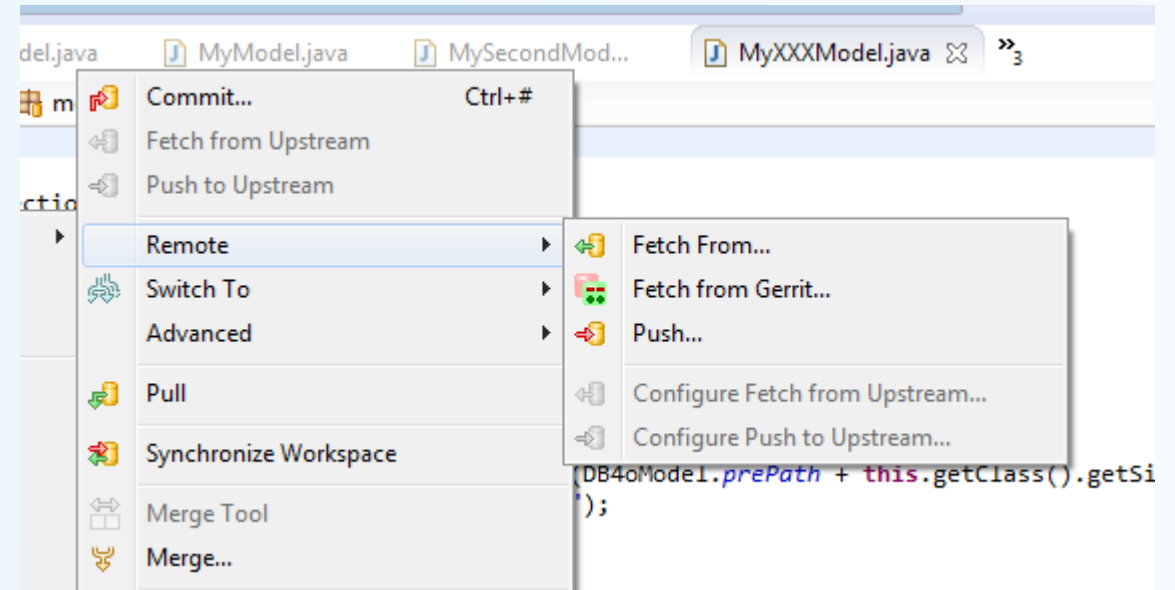 del.java MyModel.java MySecondMod... MyXXXModel.java »3
m
Commit... Ctrl+#
Fetch from Upstream
Push to Upstream
ctio
Remote
Switch To
Advanced
Pull
Synchronize Workspace
Merge Tool
Merge...
Fetch From...
Fetch from Gerrit...
Push...
Configure Fetch from Upstream...
Configure Push to Upstream...
(DB4oModel.prePath + this.getClass().getSi
");